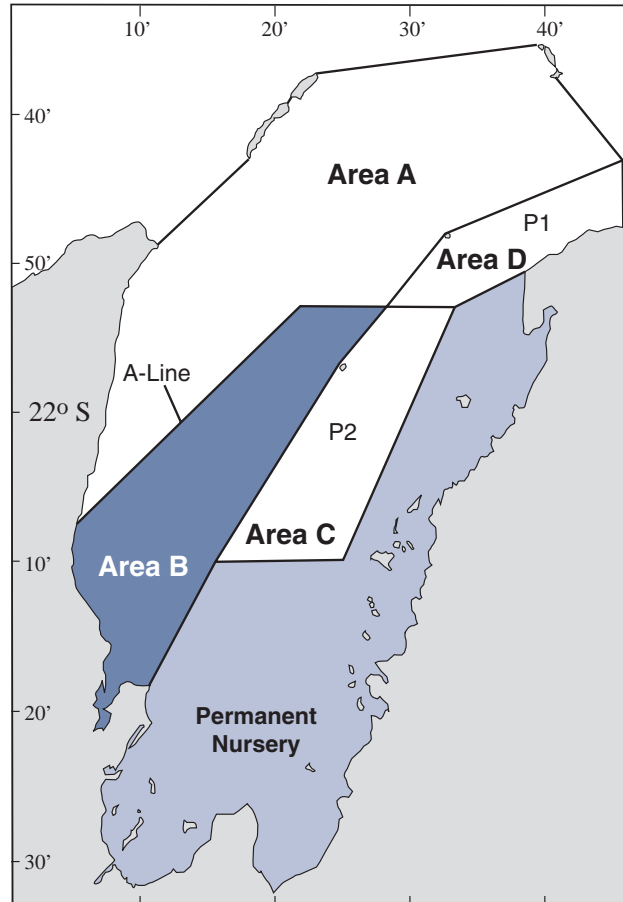 10’ 20’ 30’ 40’
40’
Area A
P1
50’
Area D
A-Line
22º S
P2
Area C
Area B
10’
20’
Permanent
Nursery
30’